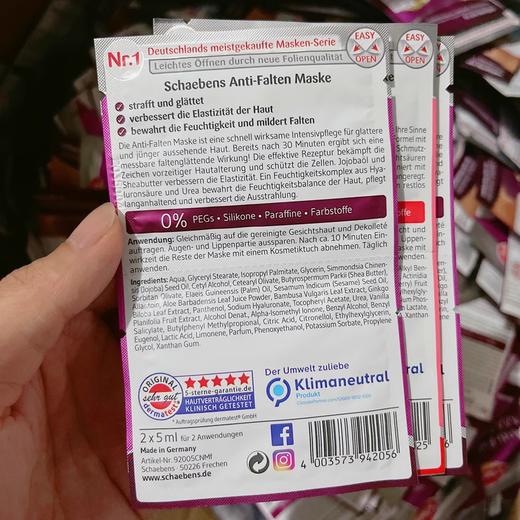 Nr.1
Deutschlands meistgekaufte Masken-Serie
Leichtes Öffnen durch neue Folienqualität
EASY
OPEN
Schaebens Anti-Falten Maske
strafft und glättet
verbessert die Elastizität der Haut
bewahrt die Feuchtigkeit und mildert Falten
Die Anti-Falten Maske ist eine schnell wirksame Intensivpflege für glattere
und jünger aussehende Haut. Bereits nach 30 Minuten ergibt sich eine
messbare faltenglättende Wirkung! Die effektive Rezeptur bekämpft die
Zeichen vorzeitiger Hautalterung und schützt die Zellen. Jojobaöl und
Sheabutter verbessern die Elastizität. Ein Feuchtigkeitskomplex aus Hya-
luronsäure und Urea bewahrt die Feuchtigkeitsbalance der Haut, pflegt
langanhaltend und verbessert die Ausstrahlung.
0% PEGs • Silikone • Paraffine • Farbstoffe
Anwendung: Gleichmäßig auf die gereinigte Gesichtshaut und Dekolleté
auftragen. Augen- und Lippenpartie aussparen. Nach ca. 10 Minuten Ein-
wirkzeit die Reste der Maske mit einem Kosmetiktuch abnehmen. Täglich
anwenden.
Ingredients: Aqua, Glyceryl Stearate, Isopropyl Palmitate, Glycerin, Simmondsia Chinen-
sis (Jojoba) Seed Oil, Cetyl Alcohol, Cetearyl Olivate, Butyrospermum Parkii (Shea Butter),
Sorbitan Olivate, Elaeis Guineensis (Palm) Oil, Sesamum Indicum (Sesame) Seed Oil,
Allantoin, Aloe Barbadensis Leaf Juice Powder, Bambusa Vulgaris Leaf Extract, Ginkgo
Biloba Leaf Extract, Panthenol, Sodium Hyaluronate, Tocopheryl Acetate, Urea, Vanilla
Planifolia Fruit Extract, Alcohol Denat., Alpha-Isomethyl Ionone, Benzyl Alcohol, Benzyl
Salicylate, Butylphenyl Methylpropional, Citric Acid, Citronellol, Ethylhexylglycerin,
Eugenol, Lactic Acid, Limonene, Parfum, Phenoxyethanol, Potassium Sorbate, Propylene
Glycol, Xanthan Gum.
ORIGINAL
sehr gut
dermatest
5-sterne-garantie.de
HAUTVERTRÄGLICHKEIT
KLINISCH GETESTET
* Auftragsprüfung dermatest® GmbH
Der Umwelt zuliebe
Klimaneutral
Produkt
2 x 5 ml für 2 Anwendungen
Made in Germany
Artikel-Nr. 92005CNMf
Schaebens · 50226 Frechen
www.schaebens.de
4 003573 942056